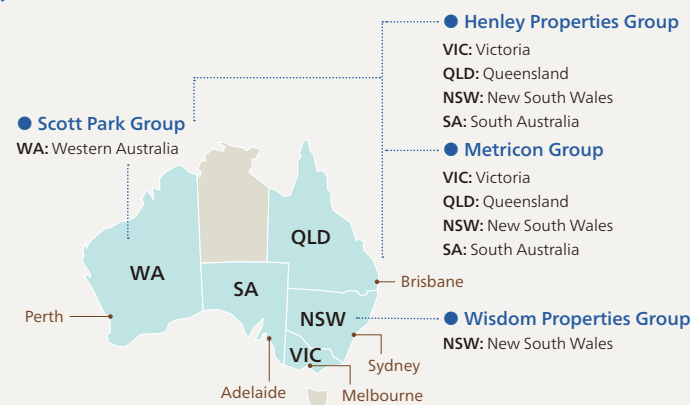 Henley Properties Group
VIC: Victoria
QLD: Queensland
NSW: New South Wales
SA: South Australia
Scott Park Group
WA: Western Australia
Metricon Group
VIC: Victoria
QLD: Queensland
NSW: New South Wales
SA: South Australia
QLD
WA
SA
Brisbane
Perth
NSW
Wisdom Properties Group
NSW: New South Wales
VIC
Sydney
Adelaide
Melbourne